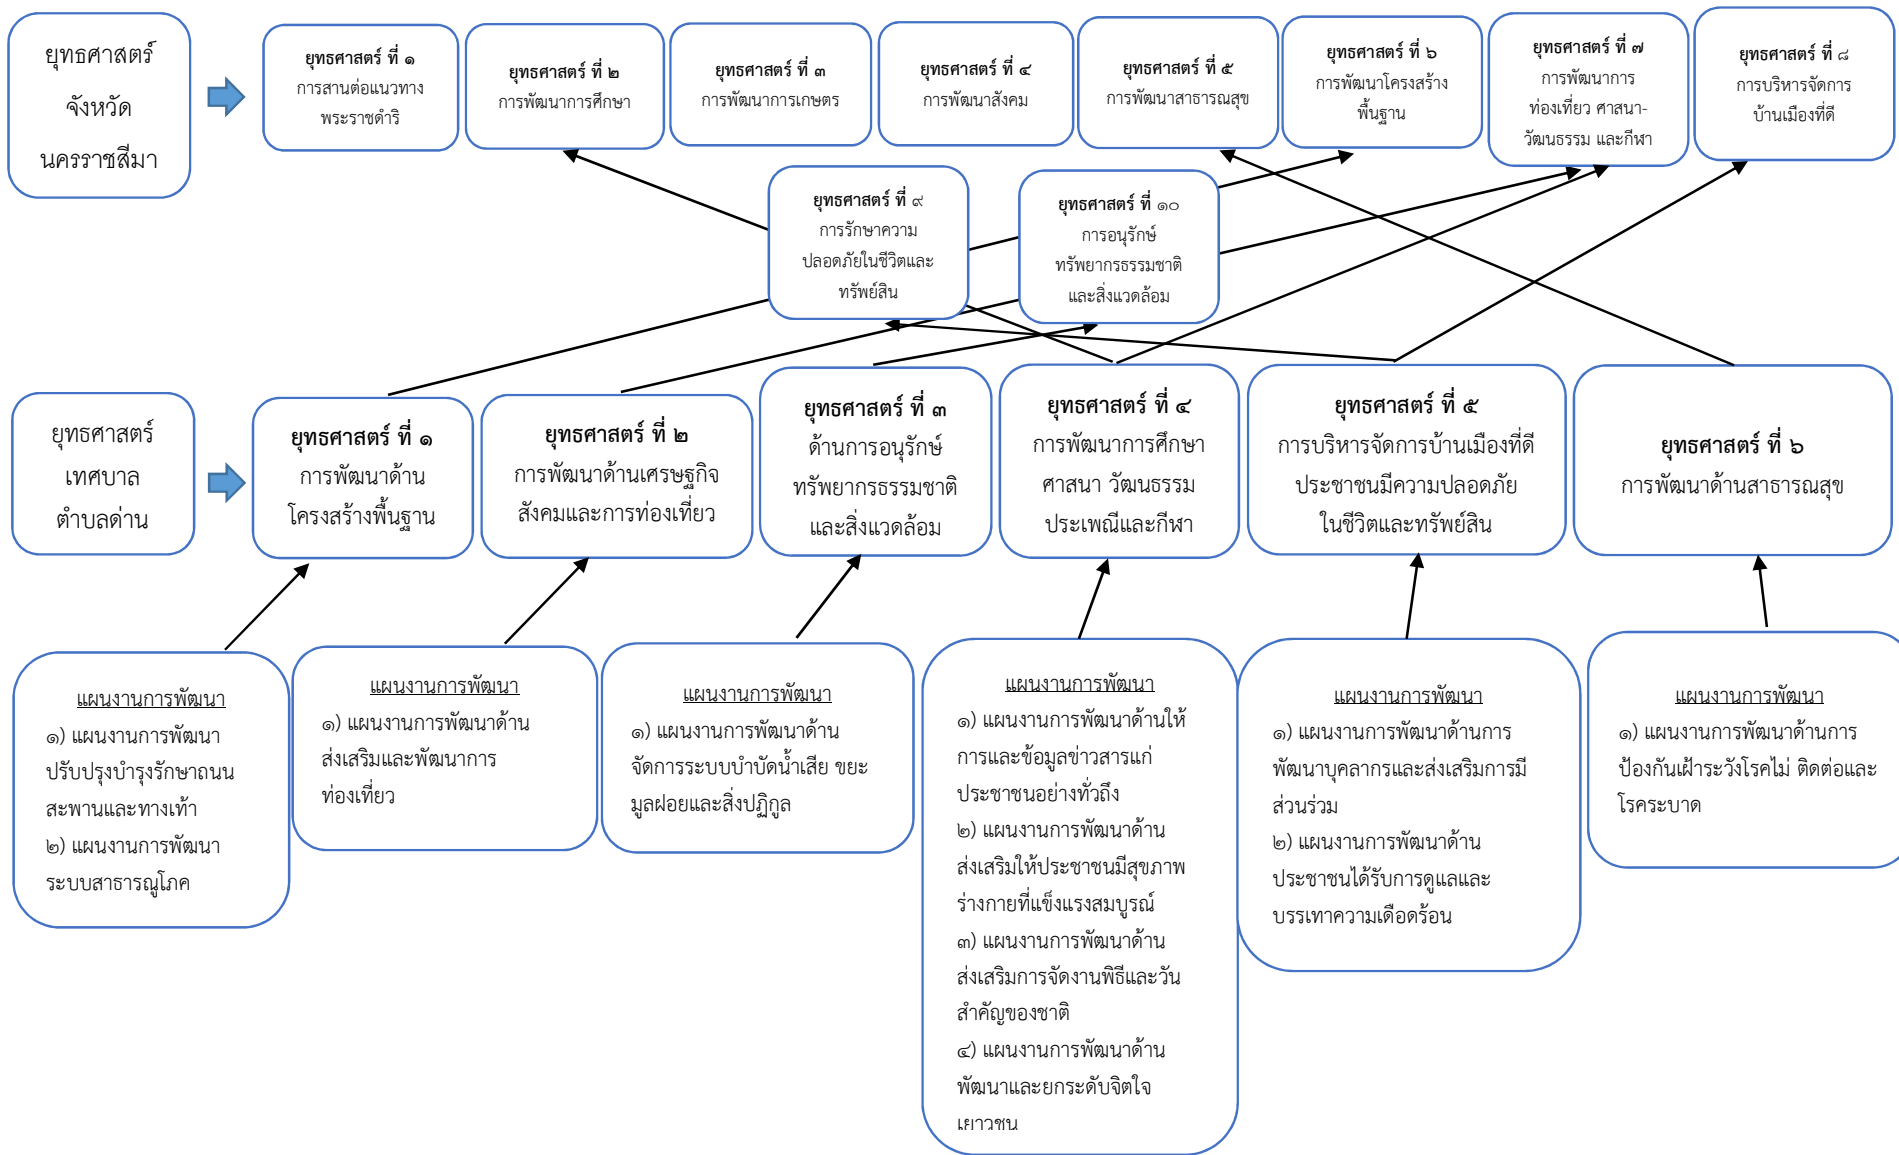 ยุทธศาสตร์
จังหวัด
นครราชสีมา
ยุทธศาสตร์ ที่ ๑
การสานต่อแนวทาง
พระราชดำริ
ยุทธศาสตร์ ที่ ๒
การพัฒนาการศึกษา
ยุทธศาสตร์ ที่ ๓
การพัฒนาการเกษตร
ยุทธศาสตร์ ที่ ๔
การพัฒนาสังคม
ยุทธศาสตร์ ที่ ๕
การพัฒนาสาธารณสุข
ยุทธศาสตร์ ที่ ๖
การพัฒนาโครงสร้าง
พื้นฐาน
ยุทธศาสตร์ ที่ ๗
การพัฒนาการ
ท่องเที่ยว ศาสนา-
วัฒนธรรม และกีฬา
ยุทธศาสตร์ ที่ ๘
การบริหารจัดการ
บ้านเมืองที่ดี
ยุทธศาสตร์ ที่ ๙
การรักษาความ
ปลอดภัยในชีวิตและ
ทรัพย์สิน
ยุทธศาสตร์ ที่ ๑๐
การอนุรักษ์
ทรัพยากรธรรมชาติ
และสิ่งแวดล้อม
ยุทธศาสตร์
เทศบาล
ตำบลด่าน
ยุทธศาสตร์ ที่ ๑
การพัฒนาด้าน
โครงสร้างพื้นฐาน
ยุทธศาสตร์ ที่ ๒
การพัฒนาด้านเศรษฐกิจ
สังคมและการท่องเที่ยว
ยุทธศาสตร์ ที่ ๓
ด้านการอนุรักษ์
ทรัพยากรธรรมชาติ
และสิ่งแวดล้อม
ยุทธศาสตร์ ที่ ๔
การพัฒนาการศึกษา
ศาสนา วัฒนธรรม
ประเพณีและกีฬา
ยุทธศาสตร์ ที่ ๕
การบริหารจัดการบ้านเมืองที่ดี
ประชาชนมีความปลอดภัย
ในชีวิตและทรัพย์สิน
ยุทธศาสตร์ ที่ ๖
การพัฒนาด้านสาธารณสุข
แผนงานการพัฒนา
๑) แผนงานการพัฒนา
ปรับปรุงบำรุงรักษาถนน
สะพานและทางเท้า
๒) แผนงานการพัฒนา
ระบบสาธารณูโภค
แผนงานการพัฒนา
๑) แผนงานการพัฒนาด้าน
ส่งเสริมและพัฒนาการ
ท่องเที่ยว
แผนงานการพัฒนา
๑) แผนงานการพัฒนาด้าน
จัดการระบบบำบัดน้ำเสีย ขยะ
มูลฝอยและสิ่งปฏิกูล
แผนงานการพัฒนา
๑) แผนงานการพัฒนาด้านให้
การและข้อมูลข่าวสารแก่
ประชาชนอย่างทั่วถึง
๒) แผนงานการพัฒนาด้าน
ส่งเสริมให้ประชาชนมีสุขภาพ
ร่างกายที่แข็งแรงสมบูรณ์
๓) แผนงานการพัฒนาด้าน
ส่งเสริมการจัดงานพิธีและวัน
สำคัญของชาติ
๔) แผนงานการพัฒนาด้าน
พัฒนาและยกระดับจิตใจ
เยาวชน
แผนงานการพัฒนา
๑) แผนงานการพัฒนาด้านการ
พัฒนาบุคลากรและส่งเสริมการมี
ส่วนร่วม
๒) แผนงานการพัฒนาด้าน
ประชาชนได้รับการดูแลและ
บรรเทาความเดือดร้อน
แผนงานการพัฒนา
๑) แผนงานการพัฒนาด้านการ
ป้องกันเฝ้าระวังโรคไม่ ติดต่อและ
โรคระบาด